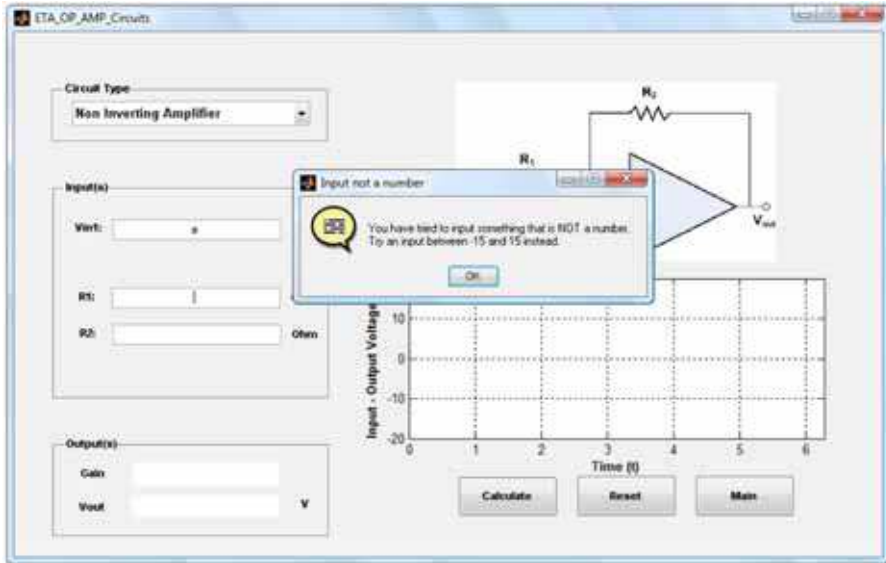 ETA_OP_AMP_Circuits
Circuit Type
Non Inverting Amplifier
R₂
R₁
Vout
Input(s)
R1:
R2:
Ohm
Input not a number
You have tried to input something that is NOT a number.
Try an input between -15 and 15 instead.
OK
Input - Output Voltage
10
0
-10
-20
0 1 2 3 4 5 6
Time (t)
Output(s)
Gain
Vout
V
Calculate
Reset
Main